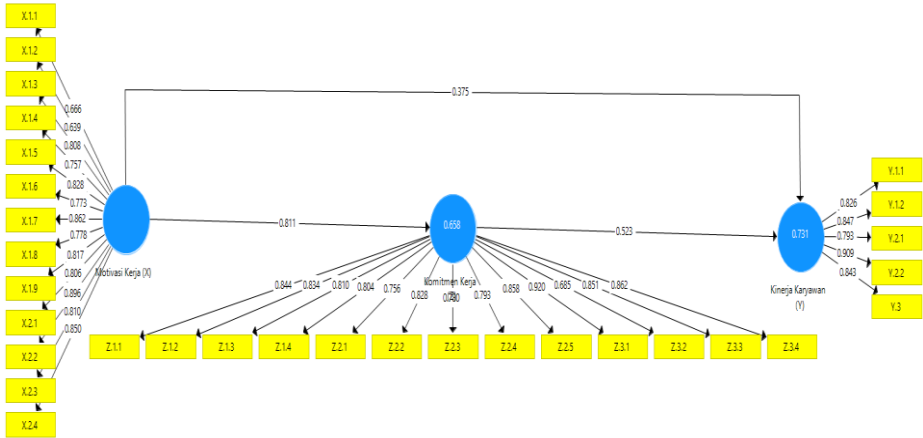 X.1.1
X.1.2
X.1.3
X.1.4
X.1.5
X.1.6
X.1.7
X.1.8
X.1.9
X.2.1
X.2.2
X.2.3
X.2.4
0.666
0.639
0.808
0.757
0.828
0.773
0.862
0.778
0.817
0.806
0.896
0.810
0.850
Motivasi Kerja (X)
0.375
0.811
0.658
Komitmen Kerja
0.523
0.731
Kinerja Karyawan
(Y)
0.844
0.834
0.810
0.804
0.756
0.828
0.793
0.858
0.920
0.685
0.851
0.862
Z.1.1
Z.1.2
Z.1.3
Z.1.4
Z.2.1
Z.2.2
Z.2.3
Z.2.4
Z.2.5
Z.3.1
Z.3.2
Z.3.3
Z.3.4
0.826
0.847
0.793
0.909
0.843
Y.1.1
Y.1.2
Y.2.1
Y.2.2
Y.3